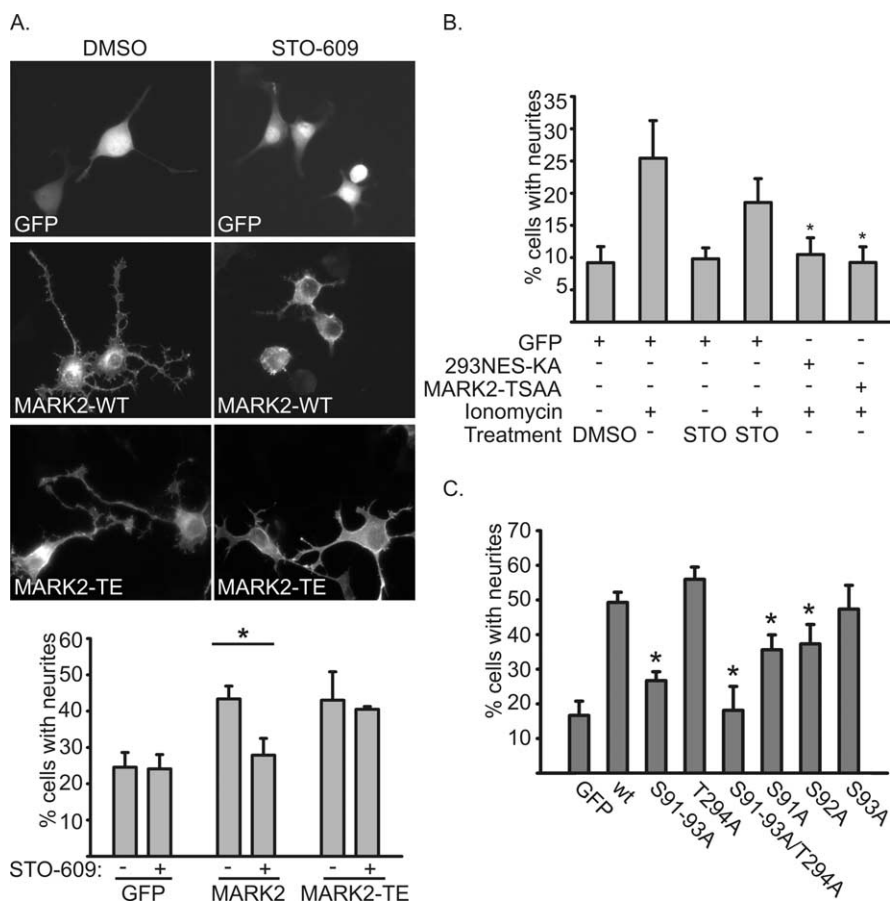 A.
DMSO
STO-609
GFP
GFP
MARK2-WT
MARK2-WT
MARK2-TE
MARK2-TE
% cells with neurites
60
50
40
30
20
10
*
STO-609: - + - + - +
GFP MARK2 MARK2-TE
B.
% cells with neurites
35
30
25
20
15
10
5
* *
GFP + + + + - -
293NES-KA - - - - + -
MARK2-TSAA - - - - - +
Ionomycin - + - + + +
Treatment DMSO - STO STO - -
C.
% cells with neurites
70
60
50
40
30
20
10
* * * *
GFP
wt
S91-93A
T294A
S91-93A/T294A
S91A
S92A
S93A